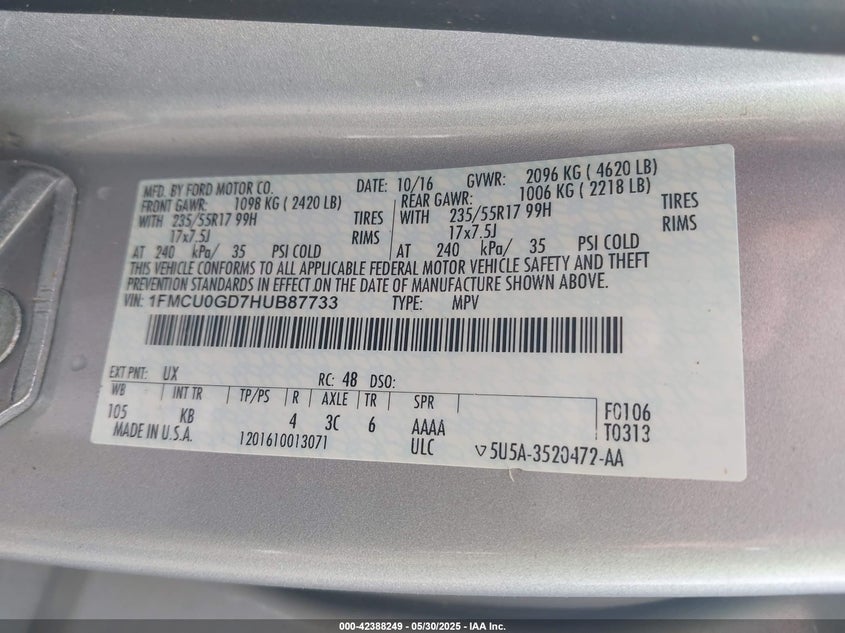 MFD. BY FORD MOTOR CO. DATE: 10/16 GVWR: 2096 KG ( 4620 LB)
FRONT GAWR: 1098 KG ( 2420 LB) REAR GAWR: 1006 KG ( 2218 LB)
WITH 235/55R17 99H TIRES WITH 235/55R17 99H TIRES
17x7.5J RIMS 17x7.5J RIMS
AT 240 kPa/ 35 PSI COLD AT 240 kPa/ 35 PSI COLD
THIS VEHICLE CONFORMS TO ALL APPLICABLE FEDERAL MOTOR VEHICLE SAFETY AND THEFT
PREVENTION STANDARDS IN EFFECT ON THE DATE OF MANUFACTURE SHOWN ABOVE.
VIN: 1FMCU0GD7HUB87733 TYPE: MPV
EXT PNT: UX RC: 48 DSO:
WB INT TR TP/PS R AXLE TR SPR
105 KB 4 3C 6 AAAA F0106
MADE IN U.S.A. 1201610013071 ULC T0313
5U5A-3520472-AA
000-42388249 - 05/30/2025 - IAA Inc.